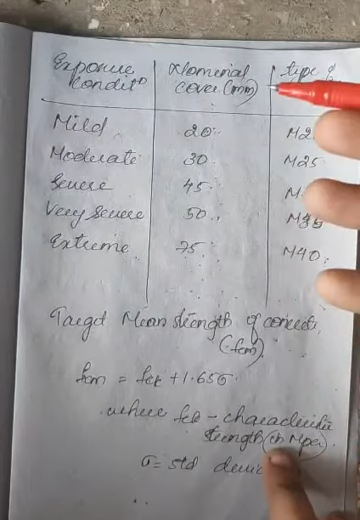 Exposure Nominal type of
Conditn cover (mm)
Mild 20 M2
Moderate 30 M25
Severe 45 M
Very Severe 50 M35
Extreme 75 M40
Target Mean strength of concrete
(fcm)
fcm = fck + 1.65σ
where fck - characteristic
strength (in Mpa)
σ = std devi